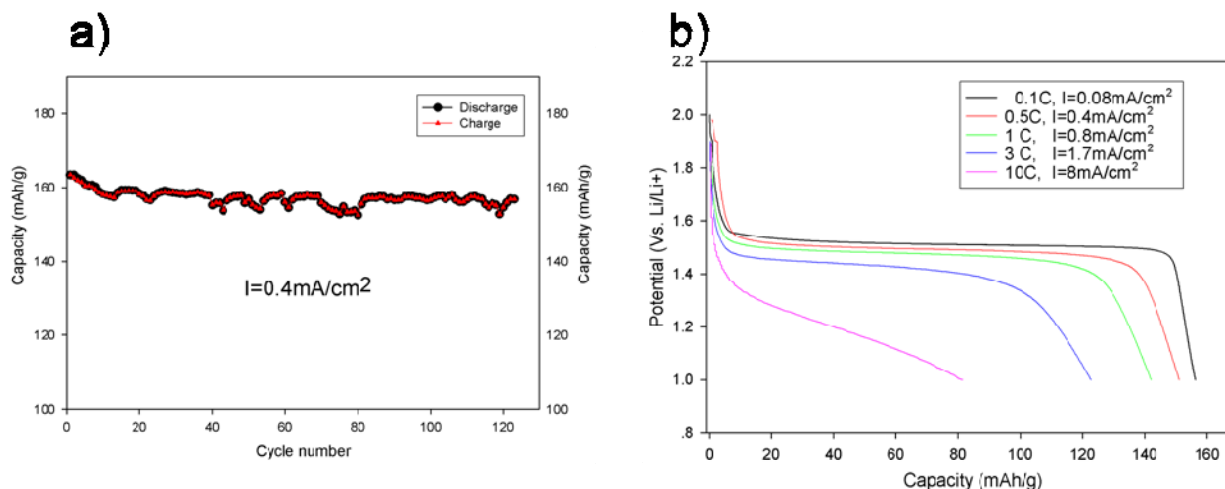 a)
180
160
140
120
100
Capacity (mAh/g)
Discharge
Charge
I=0.4mA/cm2
180
160
140
120
100
Capacity (mAh/g)
0 20 40 60 80 100 120
Cycle number
b)
2.2
2.0
1.8
1.6
1.4
1.2
1.0
.8
Potential (Vs. Li/Li+)
0.1C, I=0.08mA/cm²
0.5C, I=0.4mA/cm²
1 C, I=0.8mA/cm²
3 C, I=1.7mA/cm²
10C, I=8mA/cm²
0 20 40 60 80 100 120 140 160
Capacity (mAh/g)